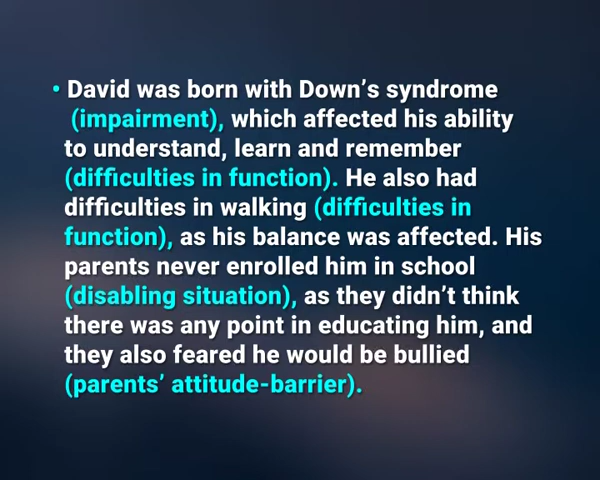 • David was born with Down's syndrome
(impairment), which affected his ability
to understand, learn and remember
(difficulties in function). He also had
difficulties in walking (difficulties in
function), as his balance was affected. His
parents never enrolled him in school
(disabling situation), as they didn't think
there was any point in educating him, and
they also feared he would be bullied
(parents' attitude-barrier).